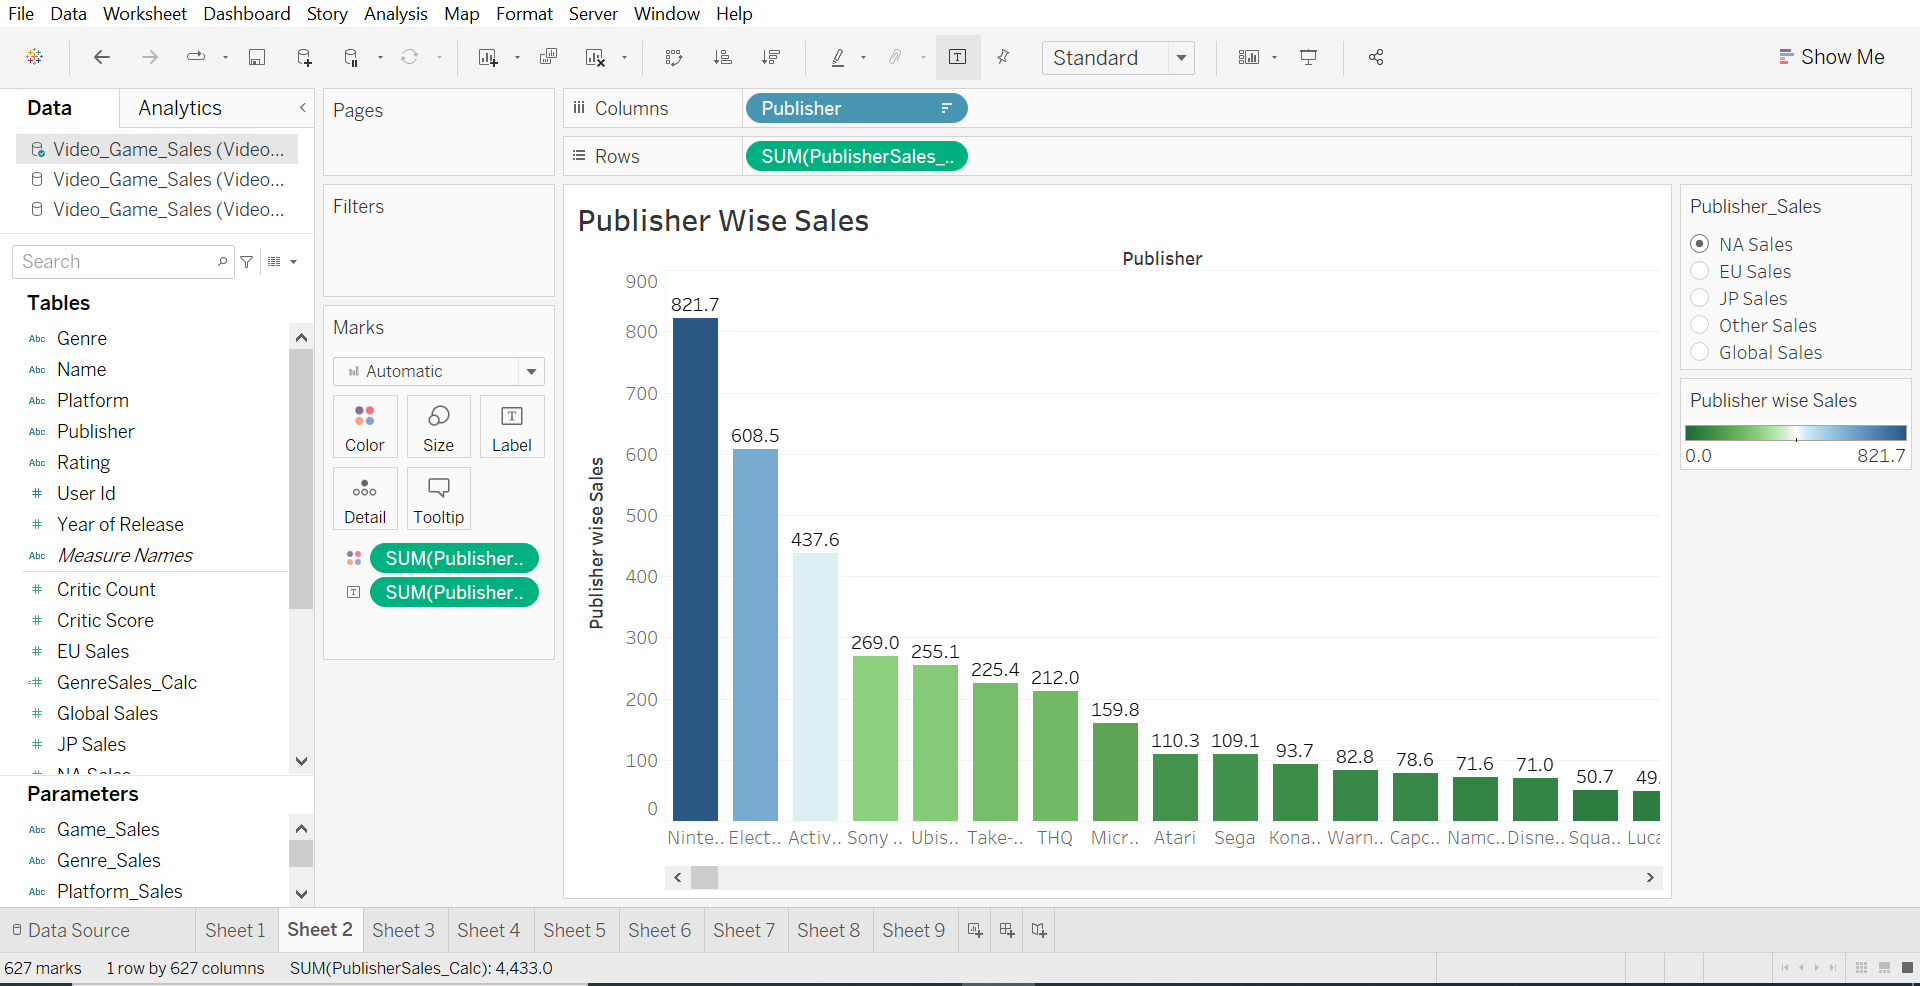 File Data Worksheet Dashboard Story Analysis Map Format Server Window Help
Standard
Show Me
Data Analytics
Video_Game_Sales (Video...
Video_Game_Sales (Video...
Video_Game_Sales (Video...
Search
Tables
Abc Genre
Abc Name
Abc Platform
Abc Publisher
Abc Rating
# User Id
# Year of Release
Abc Measure Names
# Critic Count
# Critic Score
# EU Sales
=# GenreSales_Calc
# Global Sales
# JP Sales
# NA Sales
Parameters
Abc Game_Sales
Abc Genre_Sales
Abc Platform_Sales
Pages
Filters
Marks
Automatic
Color Size Label
Detail Tooltip
SUM(Publisher..
SUM(Publisher..
Columns Publisher
Rows SUM(PublisherSales_..
Publisher Wise Sales
Publisher
Publisher wise Sales
900
800
700
600
500
400
300
200
100
0
821.7
608.5
437.6
269.0
255.1
225.4
212.0
159.8
110.3
109.1
93.7
82.8
78.6
71.6
71.0
50.7
49.
Ninte.. Elect.. Activ.. Sony .. Ubis.. Take-.. THQ Micr.. Atari Sega Kona.. Warn.. Capc.. Namc.. Disne.. Squa.. Luca
Publisher_Sales
NA Sales
EU Sales
JP Sales
Other Sales
Global Sales
Publisher wise Sales
0.0 821.7
Data Source Sheet 1 Sheet 2 Sheet 3 Sheet 4 Sheet 5 Sheet 6 Sheet 7 Sheet 8 Sheet 9
627 marks 1 row by 627 columns SUM(PublisherSales_Calc): 4,433.0